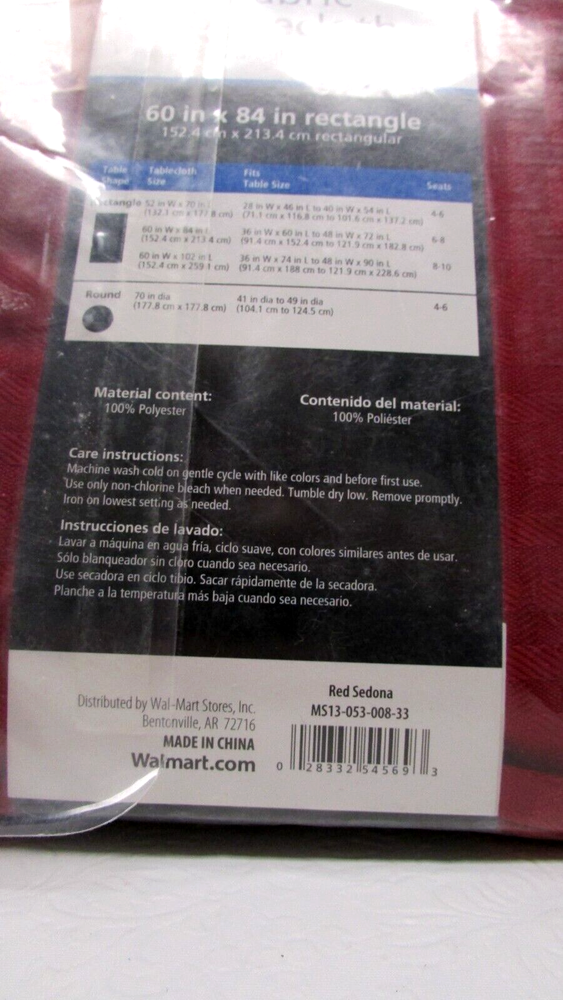 60 in x 84 in rectangle
152.4 cm x 213.4 cm rectangular
Table Shape
Tablecloth Size
Fits Table Size
Seats
Rectangle 52 in W x 70 in L
(132.1 cm x 177.8 cm)
28 in W x 46 in L to 40 in W x 54 in L
(71.1 cm x 116.8 cm to 101.6 cm x 137.2 cm)
4-6
60 in W x 84 in L
(152.4 cm x 213.4 cm)
36 in W x 60 in L to 48 in W x 72 in L
(91.4 cm x 152.4 cm to 121.9 cm x 182.8 cm)
6-8
60 in W x 102 in L
(152.4 cm x 259.1 cm)
36 in W x 74 in L to 48 in W x 90 in L
(91.4 cm x 188 cm to 121.9 cm x 228.6 cm)
8-10
Round
70 in dia
(177.8 cm x 177.8 cm)
41 in dia to 49 in dia
(104.1 cm to 124.5 cm)
4-6
Material content:
100% Polyester
Contenido del material:
100% Poliéster
Care instructions:
Machine wash cold on gentle cycle with like colors and before first use.
Use only non-chlorine bleach when needed. Tumble dry low. Remove promptly.
Iron on lowest setting as needed.
Instrucciones de lavado:
Lavar a máquina en agua fría, ciclo suave, con colores similares antes de usar.
Sólo blanqueador sin cloro cuando sea necesario.
Use secadora en ciclo tibio. Sacar rápidamente de la secadora.
Planche a la temperatura más baja cuando sea necesario.
Distributed by Wal-Mart Stores, Inc.
Bentonville, AR 72716
MADE IN CHINA
Walmart.com
Red Sedona
MS13-053-008-33
0 28332 54569 3